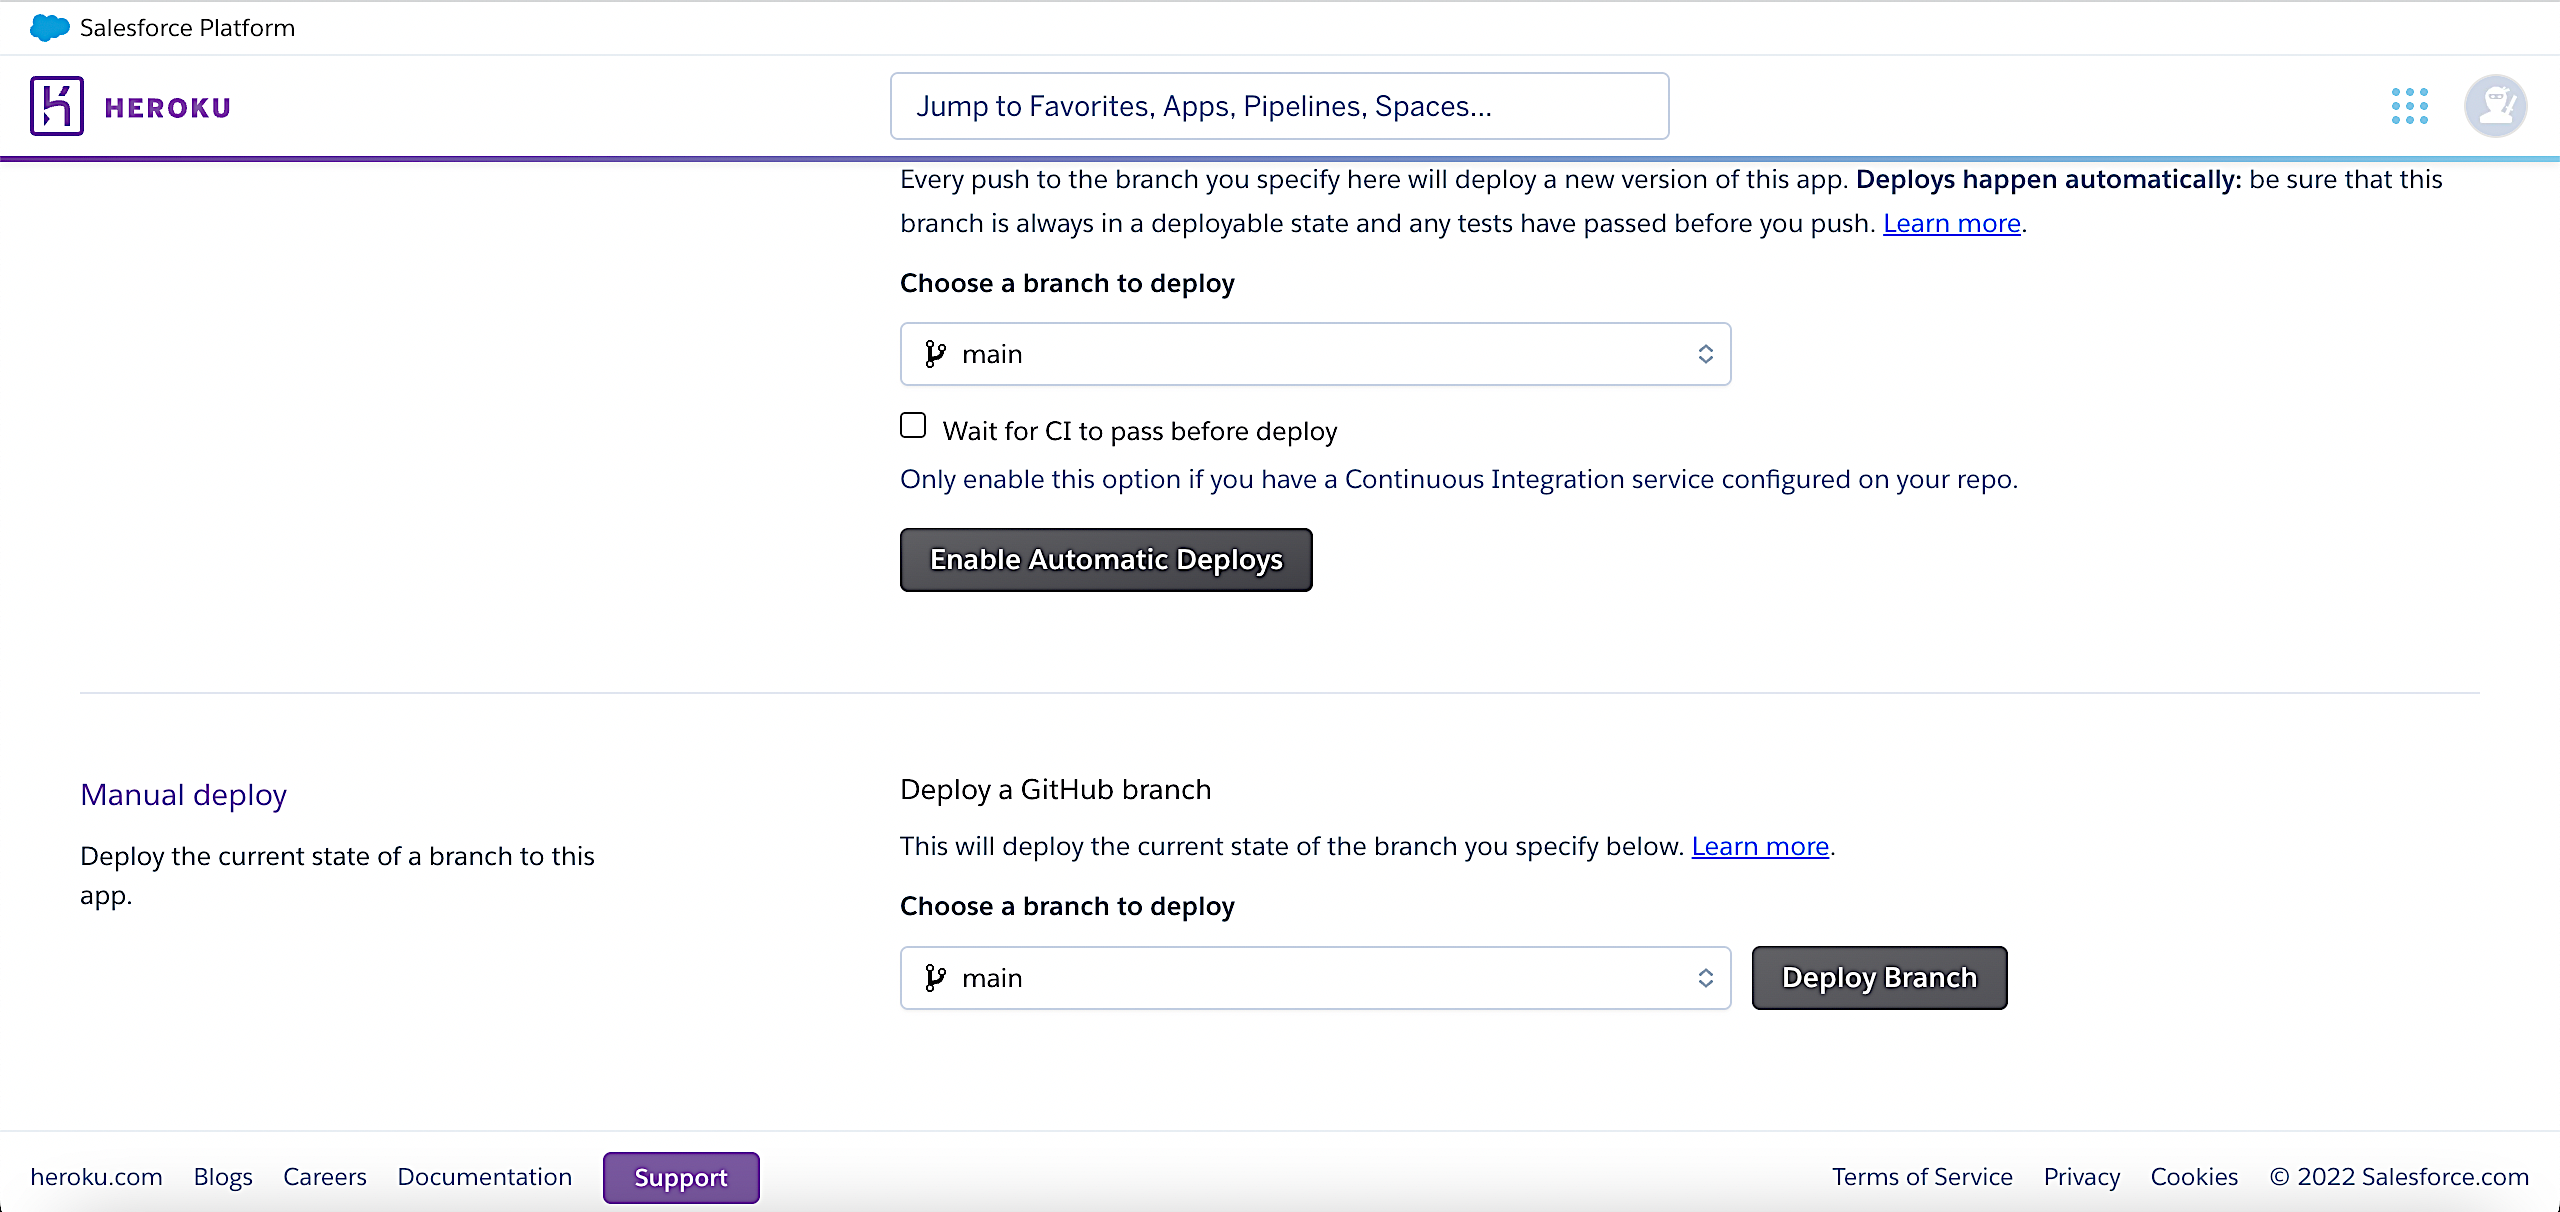 Salesforce Platform
HEROKU
Jump to Favorites, Apps, Pipelines, Spaces...
Every push to the branch you specify here will deploy a new version of this app. Deploys happen automatically: be sure that this
branch is always in a deployable state and any tests have passed before you push. Learn more.
Choose a branch to deploy
main
Wait for CI to pass before deploy
Only enable this option if you have a Continuous Integration service configured on your repo.
Enable Automatic Deploys
Manual deploy
Deploy the current state of a branch to this
app.
Deploy a GitHub branch
This will deploy the current state of the branch you specify below. Learn more.
Choose a branch to deploy
main
Deploy Branch
heroku.com Blogs Careers Documentation Support
Terms of Service Privacy Cookies © 2022 Salesforce.com